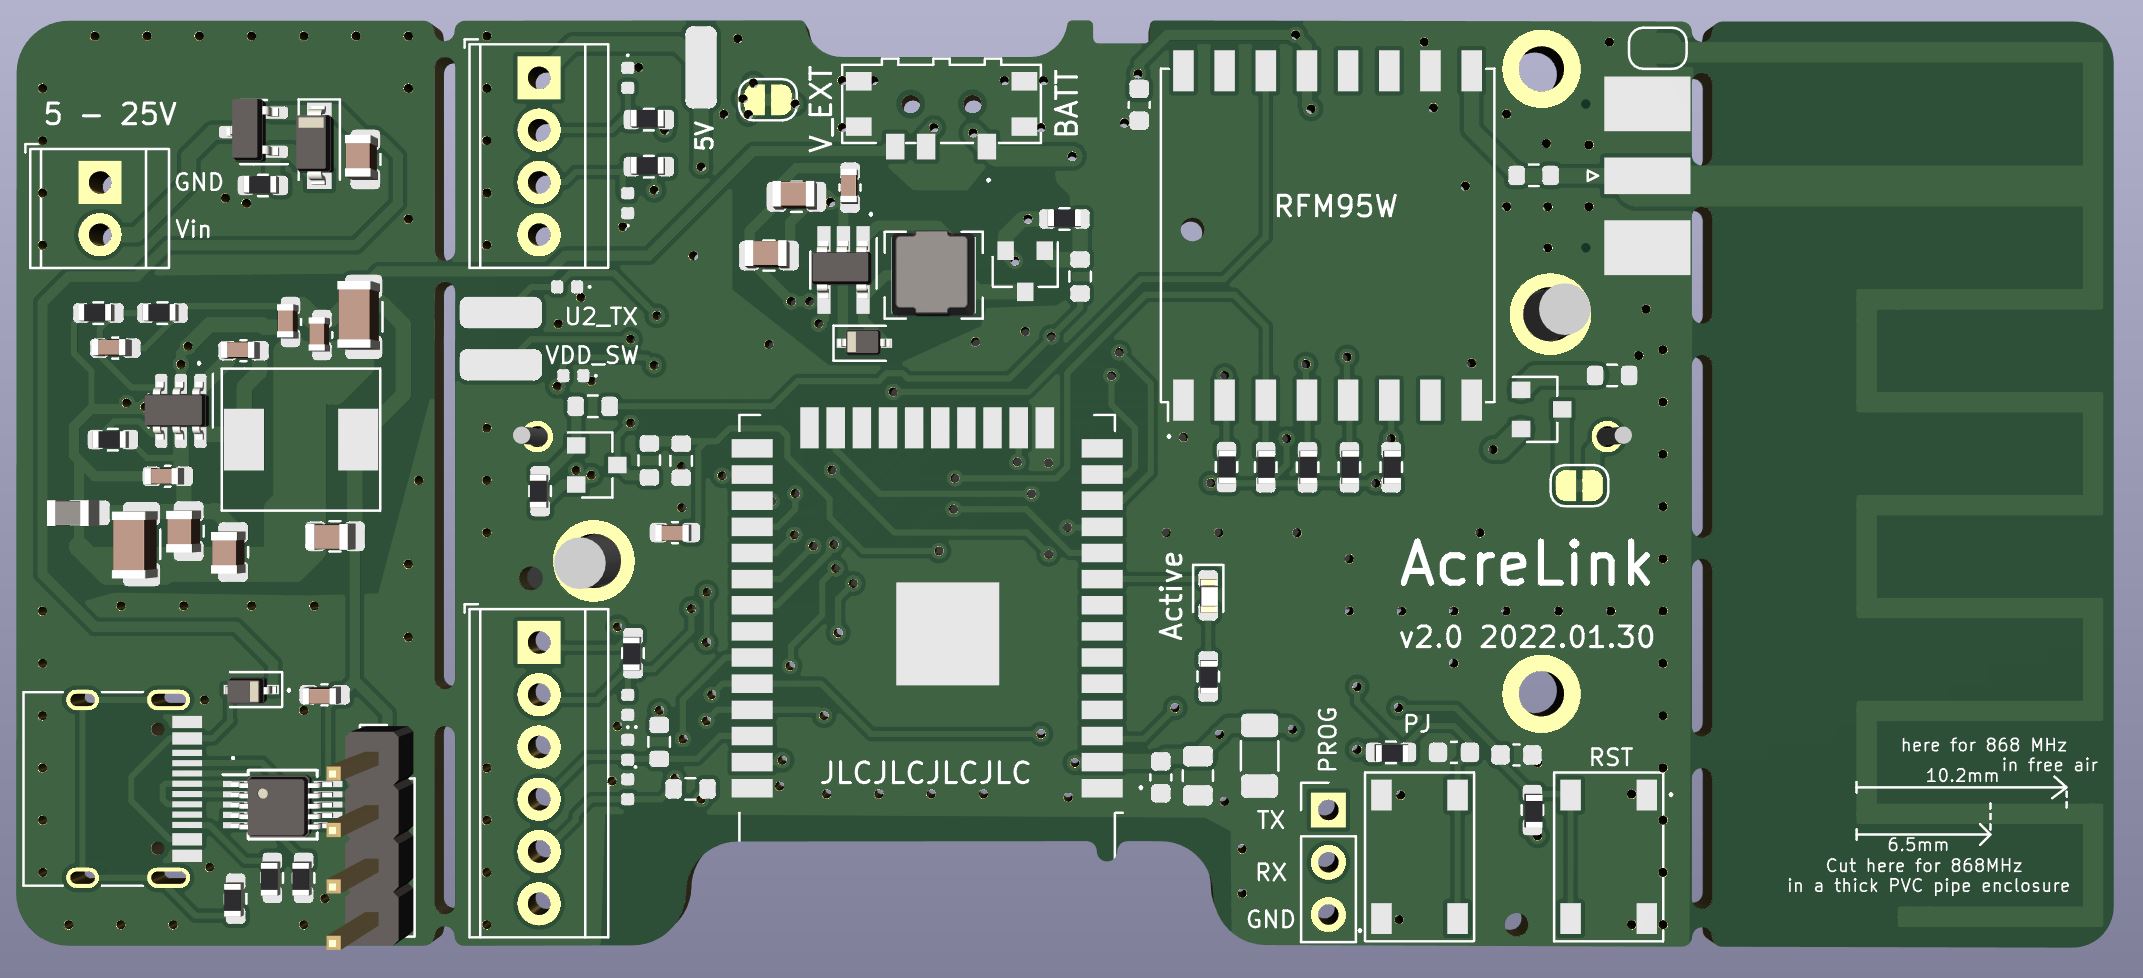 5 - 25V
GND
Vin
5V
V_EXT
BATT
RFM95W
U2_TX
VDD_SW
Active
AcreLink
v2.0 2022.01.30
JLCJLCJLCJLC
PROG
PJ
RST
TX
RX
GND
here for 868 MHz
in free air
10.2mm
6.5mm
Cut here for 868MHz
in a thick PVC pipe enclosure